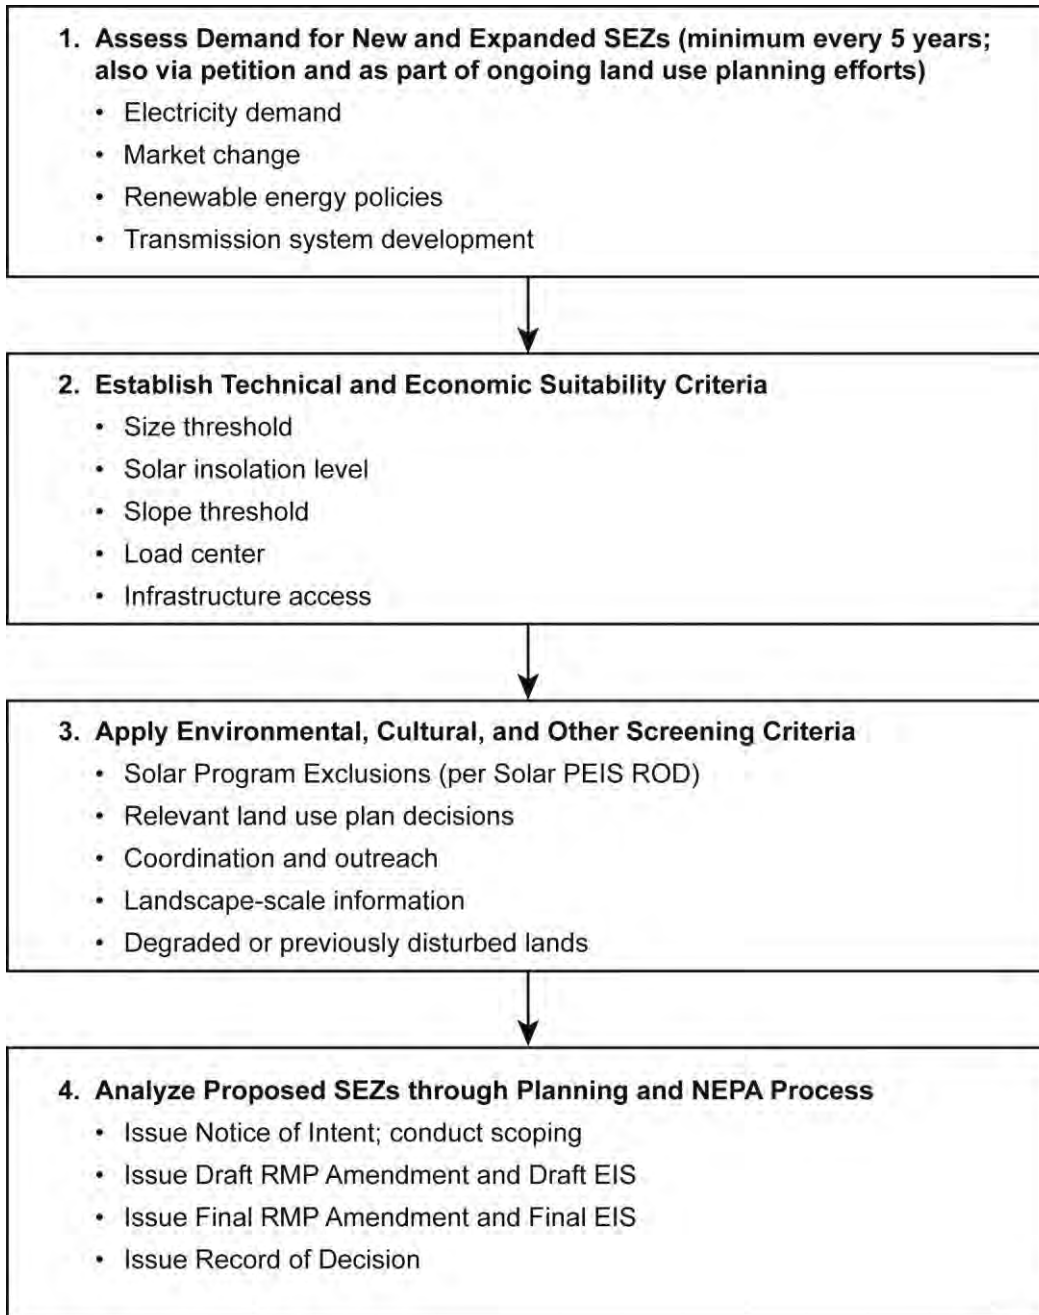 1. Assess Demand for New and Expanded SEZs (minimum every 5 years;
also via petition and as part of ongoing land use planning efforts)
• Electricity demand
• Market change
• Renewable energy policies
• Transmission system development
2. Establish Technical and Economic Suitability Criteria
• Size threshold
• Solar insolation level
• Slope threshold
• Load center
• Infrastructure access
3. Apply Environmental, Cultural, and Other Screening Criteria
• Solar Program Exclusions (per Solar PEIS ROD)
• Relevant land use plan decisions
• Coordination and outreach
• Landscape-scale information
• Degraded or previously disturbed lands
4. Analyze Proposed SEZs through Planning and NEPA Process
• Issue Notice of Intent; conduct scoping
• Issue Draft RMP Amendment and Draft EIS
• Issue Final RMP Amendment and Final EIS
• Issue Record of Decision